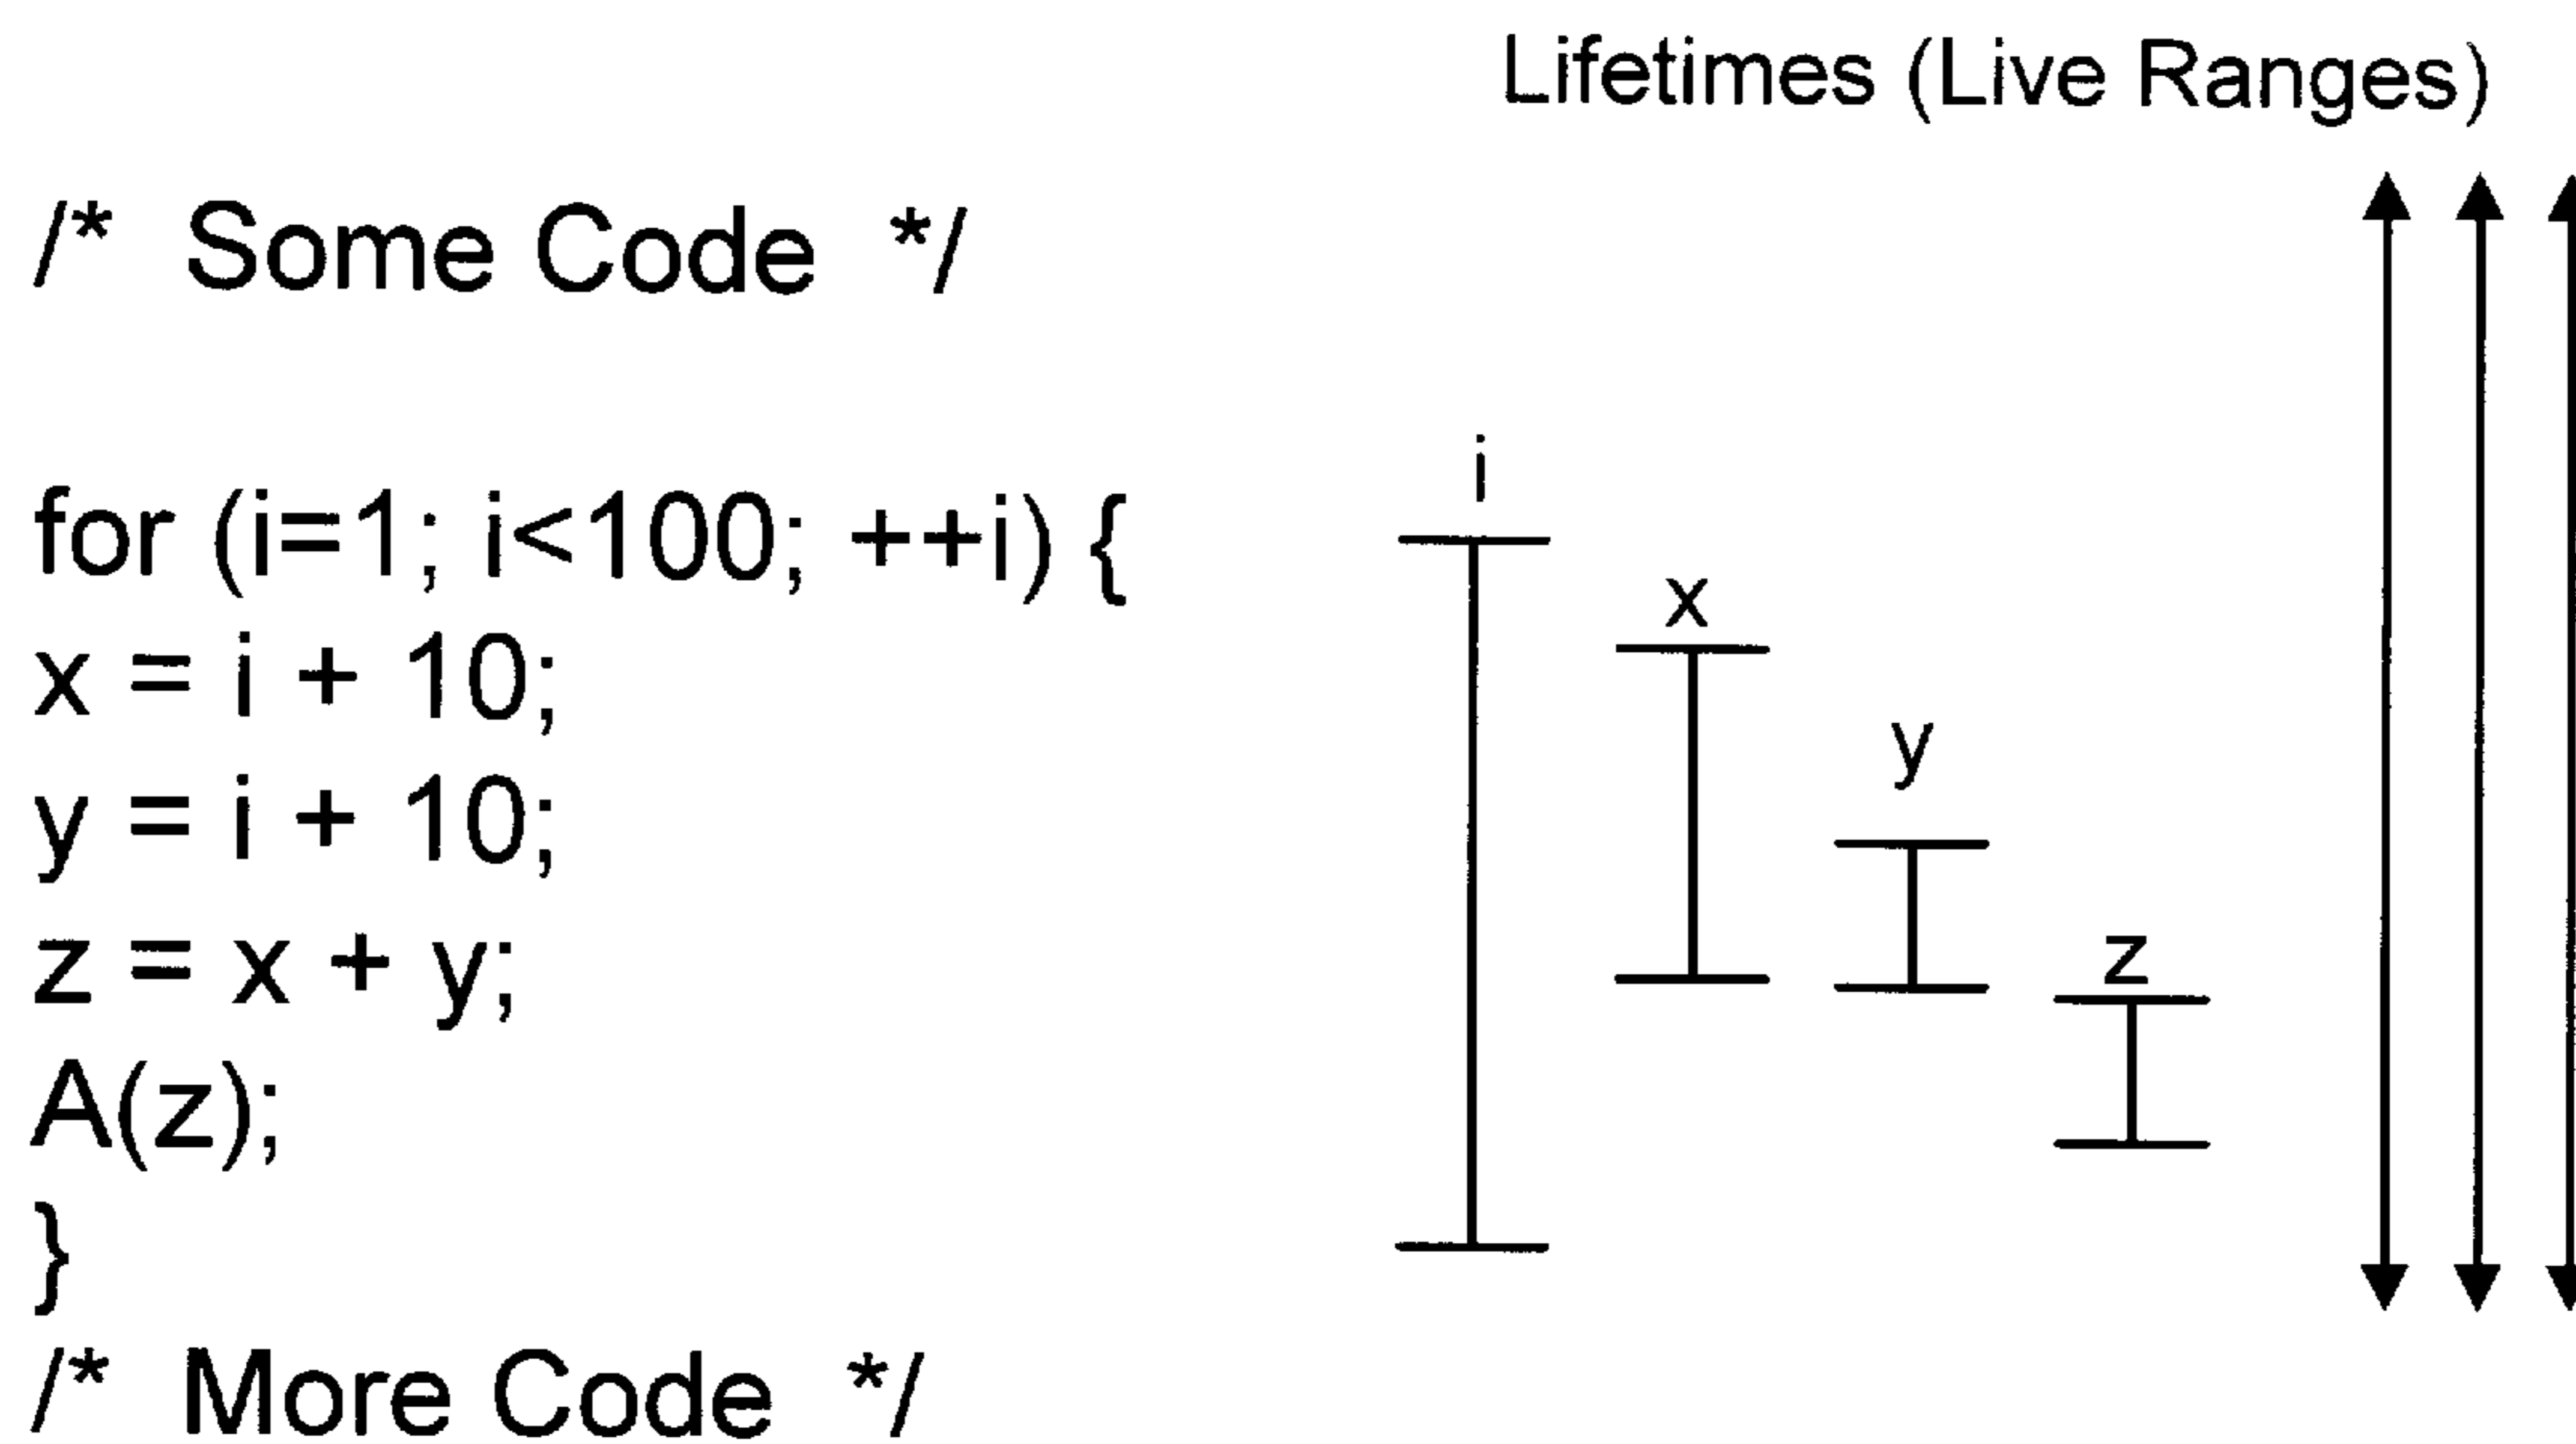 Lifetimes (Live Ranges)
/* Some Code */
for (i=1; i<100; ++i) {
x = i + 10;
y = i + 10;
z = x + y;
A(z);
}
/* More Code */
i
x
y
z